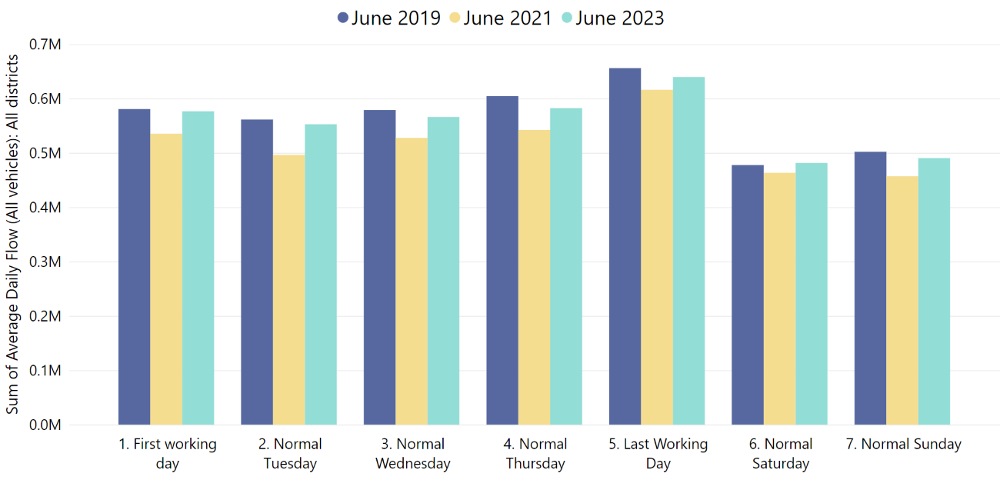 June 2019 June 2021 June 2023
Sum of Average Daily Flow (All vehicles): All districts
0.7M
0.6M
0.5M
0.4M
0.3M
0.2M
0.1M
0.0M
1. First working
day
2. Normal
Tuesday
3. Normal
Wednesday
4. Normal
Thursday
5. Last Working
Day
6. Normal
Saturday
7. Normal Sunday